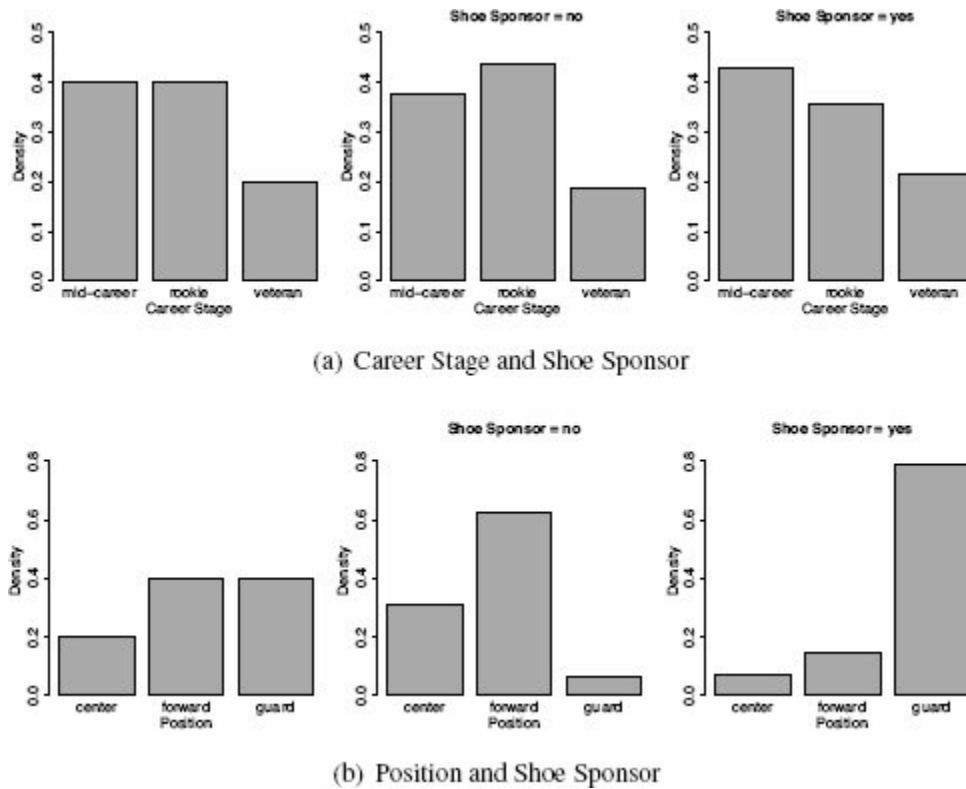 Shoe Sponsor = no
Shoe Sponsor = yes
Density
0.0 0.1 0.2 0.3 0.4 0.5
mid-career rookie veteran
Career Stage
Density
0.0 0.1 0.2 0.3 0.4 0.5
mid-career rookie veteran
Career Stage
Density
0.0 0.1 0.2 0.3 0.4 0.5
mid-career rookie veteran
Career Stage
(a) Career Stage and Shoe Sponsor
Shoe Sponsor = no
Shoe Sponsor = yes
Density
0.0 0.2 0.4 0.6 0.8
center forward guard
Position
Density
0.0 0.2 0.4 0.6 0.8
center forward guard
Position
Density
0.0 0.2 0.4 0.6 0.8
center forward guard
Position
(b) Position and Shoe Sponsor